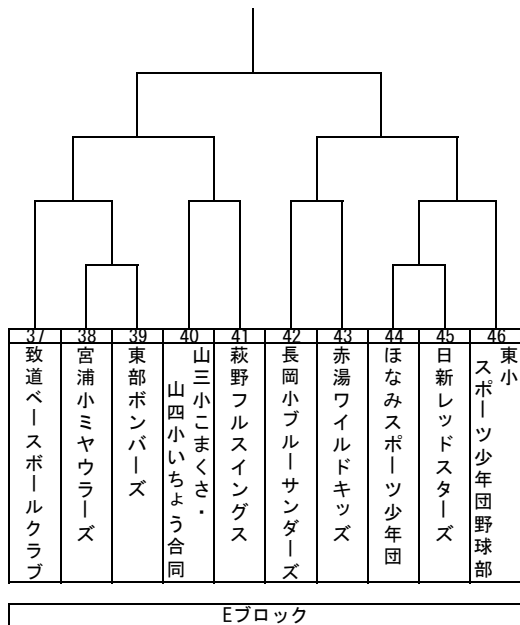 37
致道ベースボールクラブ
38
宮浦小ミヤウラーズ
39
東部ボンバーズ
40
山三小こまくさ・
山四小いちょう合同
41
萩野フルスイングス
42
長岡小ブルーサンダーズ
43
赤湯ワイルドキッズ
44
ほなみスポーツ少年団
45
日新レッドスターズ
46
東小
スポーツ少年団野球部
Eブロック